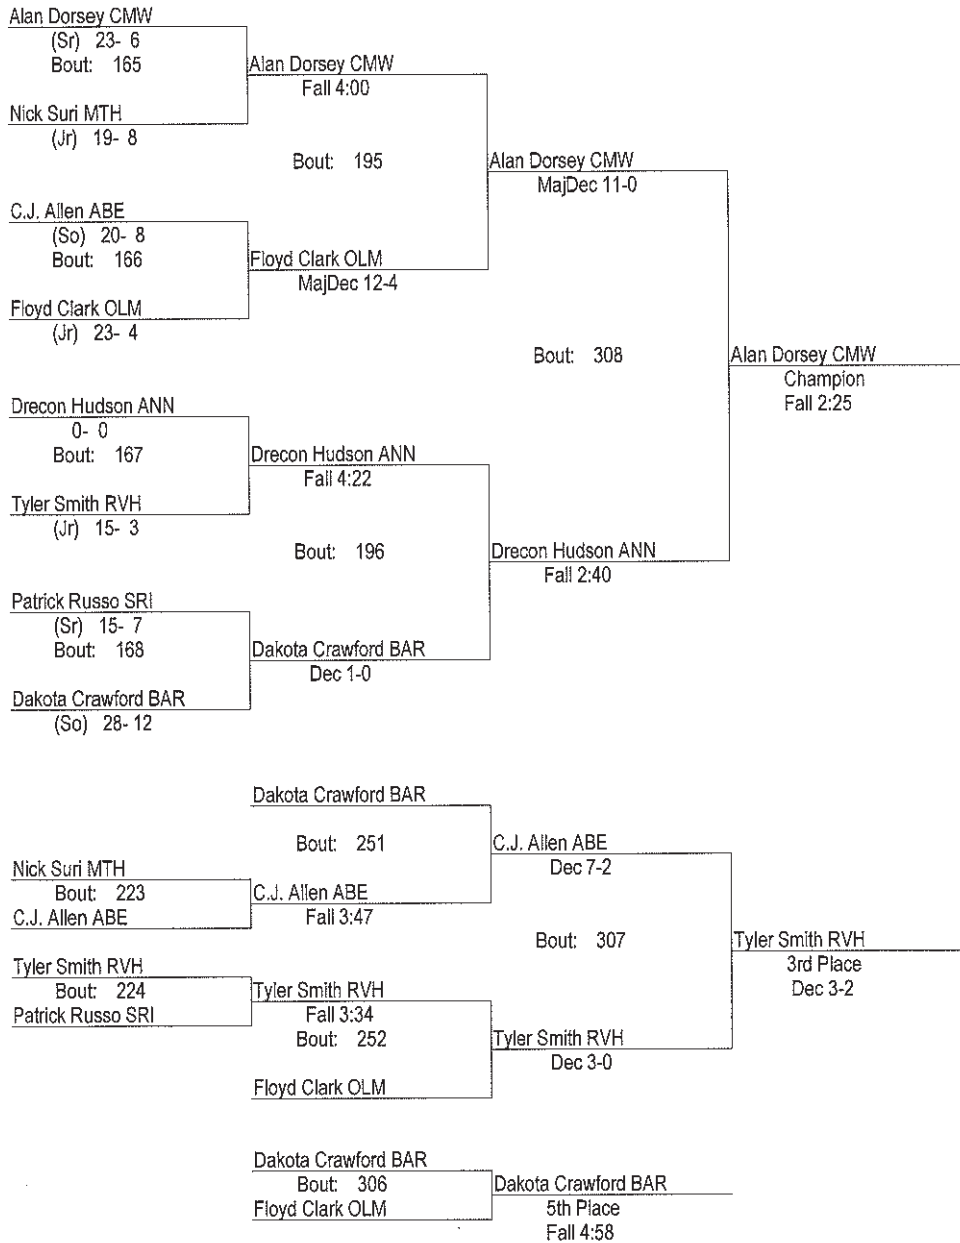 Alan Dorsey CMW
(Sr) 23- 6
Bout: 165
Nick Suri MTH
(Jr) 19- 8
Alan Dorsey CMW
Fall 4:00
C.J. Allen ABE
(So) 20- 8
Bout: 166
Floyd Clark OLM
(Jr) 23- 4
Floyd Clark OLM
MajDec 12-4
Bout: 195
Alan Dorsey CMW
MajDec 11-0
Drecon Hudson ANN
0- 0
Bout: 167
Tyler Smith RVH
(Jr) 15- 3
Drecon Hudson ANN
Fall 4:22
Patrick Russo SRI
(Sr) 15- 7
Bout: 168
Dakota Crawford BAR
(So) 28- 12
Dakota Crawford BAR
Dec 1-0
Bout: 196
Drecon Hudson ANN
Fall 2:40
Bout: 308
Alan Dorsey CMW
Champion
Fall 2:25
Dakota Crawford BAR
Bout: 251
Nick Suri MTH
Bout: 223
C.J. Allen ABE
C.J. Allen ABE
Fall 3:47
C.J. Allen ABE
Dec 7-2
Tyler Smith RVH
Bout: 224
Patrick Russo SRI
Tyler Smith RVH
Fall 3:34
Bout: 252
Floyd Clark OLM
Tyler Smith RVH
Dec 3-0
Bout: 307
Tyler Smith RVH
3rd Place
Dec 3-2
Dakota Crawford BAR
Bout: 306
Floyd Clark OLM
Dakota Crawford BAR
5th Place
Fall 4:58